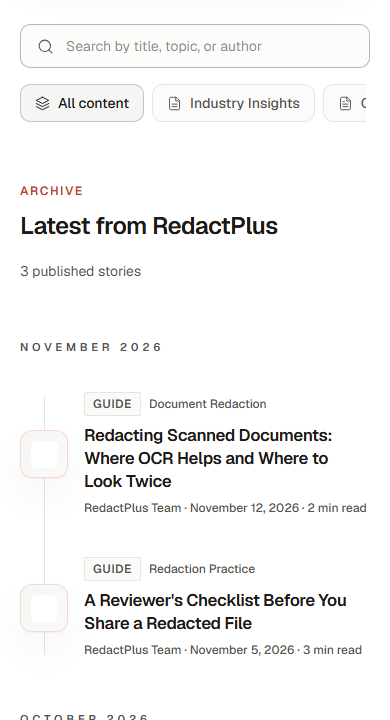 Search by title, topic, or author
All content
Industry Insights
ARCHIVE
Latest from RedactPlus
3 published stories
NOVEMBER 2026
GUIDE Document Redaction
Redacting Scanned Documents:
Where OCR Helps and Where to
Look Twice
RedactPlus Team · November 12, 2026 · 2 min read
GUIDE Redaction Practice
A Reviewer's Checklist Before You
Share a Redacted File
RedactPlus Team · November 5, 2026 · 3 min read
OCTOBER 2026